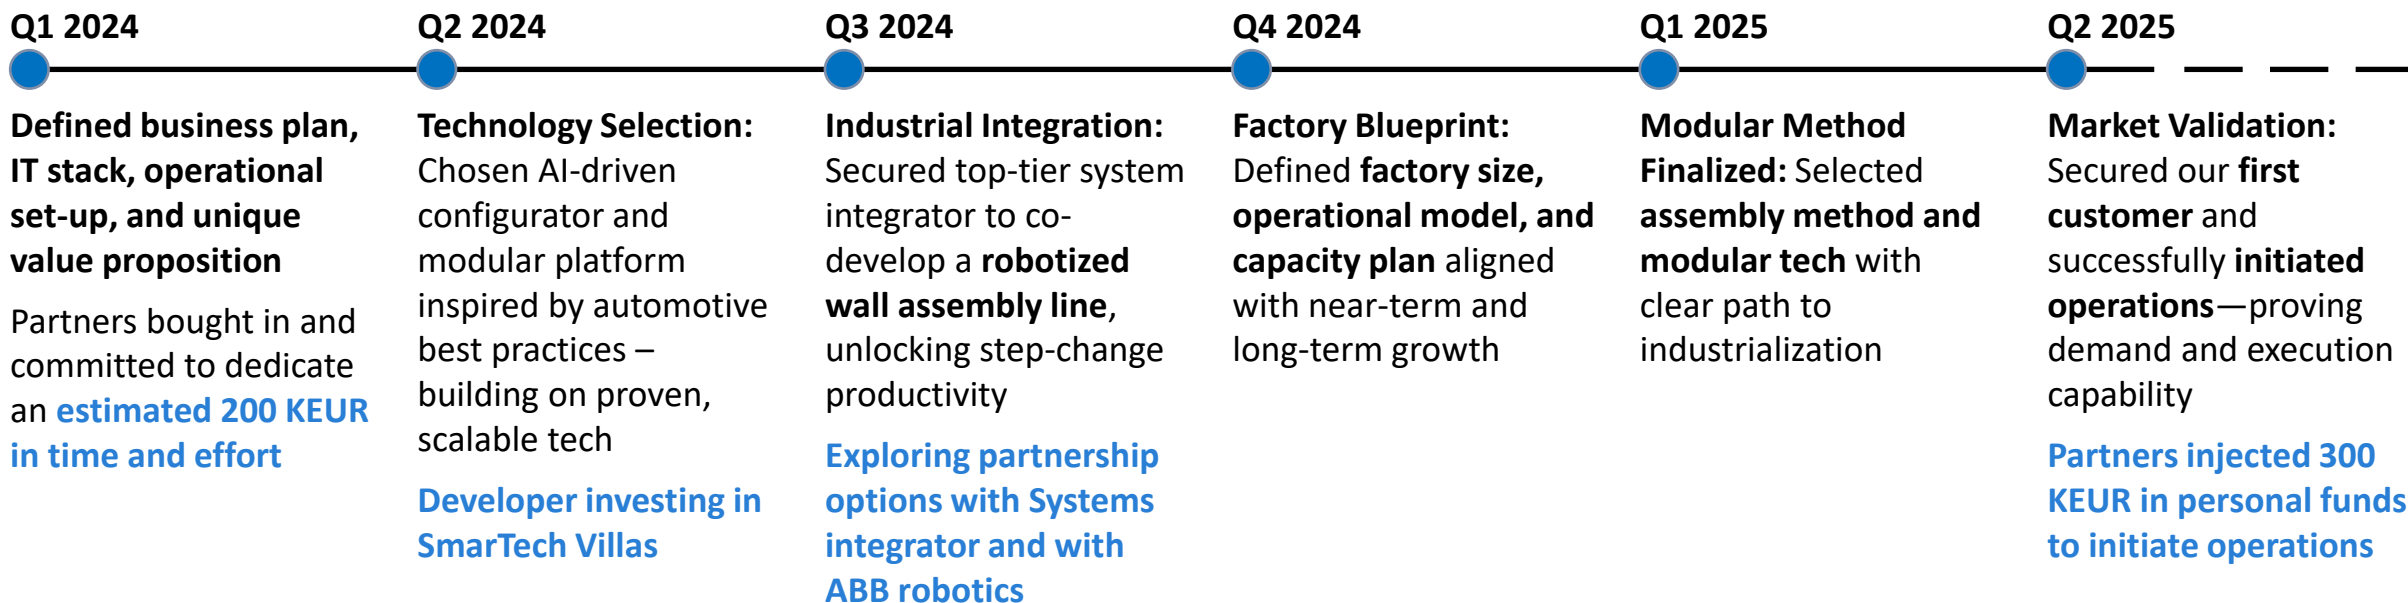 Q1 2024
Defined business plan,
IT stack, operational
set-up, and unique
value proposition
Partners bought in and
committed to dedicate
an estimated 200 KEUR
in time and effort
Q2 2024
Technology Selection:
Chosen AI-driven
configurator and
modular platform
inspired by automotive
best practices –
building on proven,
scalable tech
Developer investing in
SmarTech Villas
Q3 2024
Industrial Integration:
Secured top-tier system
integrator to co-
develop a robotized
wall assembly line,
unlocking step-change
productivity
Exploring partnership
options with Systems
integrator and with
ABB robotics
Q4 2024
Factory Blueprint:
Defined factory size,
operational model, and
capacity plan aligned
with near-term and
long-term growth
Q1 2025
Modular Method
Finalized: Selected
assembly method and
modular tech with
clear path to
industrialization
Q2 2025
Market Validation:
Secured our first
customer and
successfully initiated
operations—proving
demand and execution
capability
Partners injected 300
KEUR in personal funds
to initiate operations